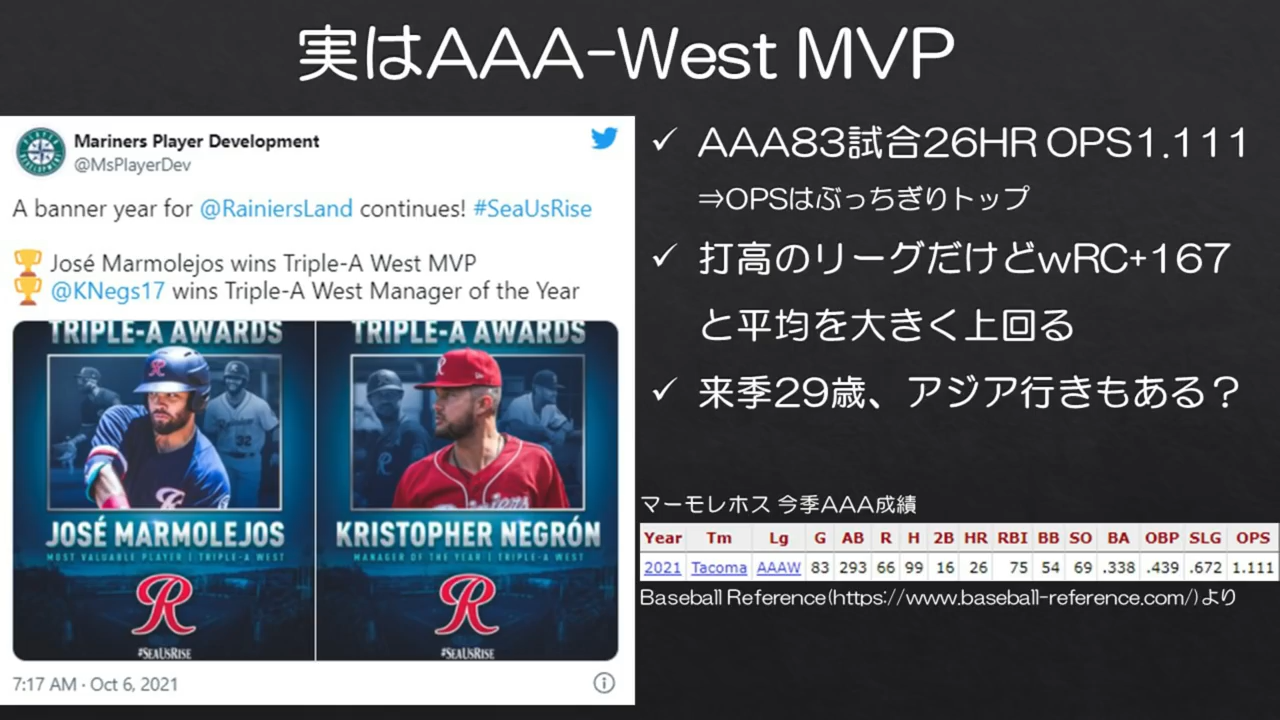 実はAAA-West MVP
Mariners Player Development
@MsPlayerDev
A banner year for @RainiersLand continues! #SeaUsRise
José Marmolejos wins Triple-A West MVP
@KNegs17 wins Triple-A West Manager of the Year
TRIPLE-A AWARDS
TRIPLE-A AWARDS
R
R
32
JOSÉ MARMOLEJOS
MOST VALUABLE PLAYER | TRIPLE-A WEST
R
#SEAUSRISE
KRISTOPHER NEGRÓN
MANAGER OF THE YEAR | TRIPLE-A WEST
R
#SEAUSRISE
7:17 AM · Oct 6, 2021
✓ AAA83試合26HR OPS1.111
⇒OPSはぶっちぎりトップ
✓ 打高のリーグだけどwRC+167
と平均を大きく上回る
✓ 来季29歳、アジア行きもある？
マーモレホス 今季AAA成績
Year Tm Lg G AB R H 2B HR RBI BB SO BA OBP SLG OPS
2021 Tacoma AAAW 83 293 66 99 16 26 75 54 69 .338 .439 .672 1.111
Baseball Reference(https://www.baseball-reference.com/)より